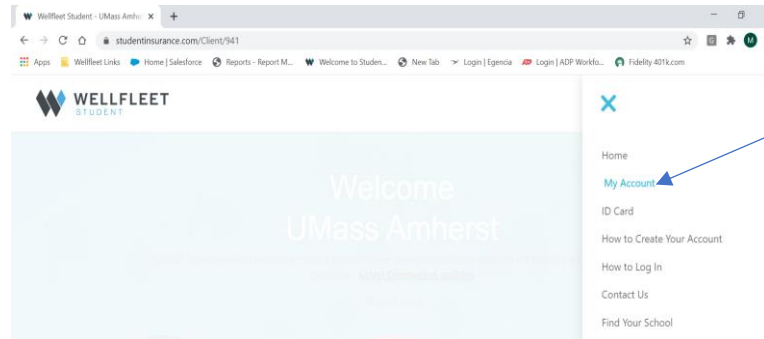 Wellfleet Student - UMass Amhe
studentinsurance.com/Client/941
Apps Wellfleet Links Home | Salesforce Reports - Report M... Welcome to Studen... New Tab Login | Egencia Login | ADP Workfo... Fidelity 401k.com
WELLFLEET
STUDENT
Welcome
UMass Amherst
Home
My Account
ID Card
How to Create Your Account
How to Log In
Contact Us
Find Your School